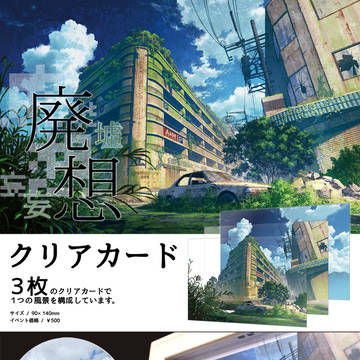 廃墟
妄想
クリアカード
3枚のクリアカードで
1つの風景を構成しています。
サイズ / 90×140mm
イベント価格 / ¥500